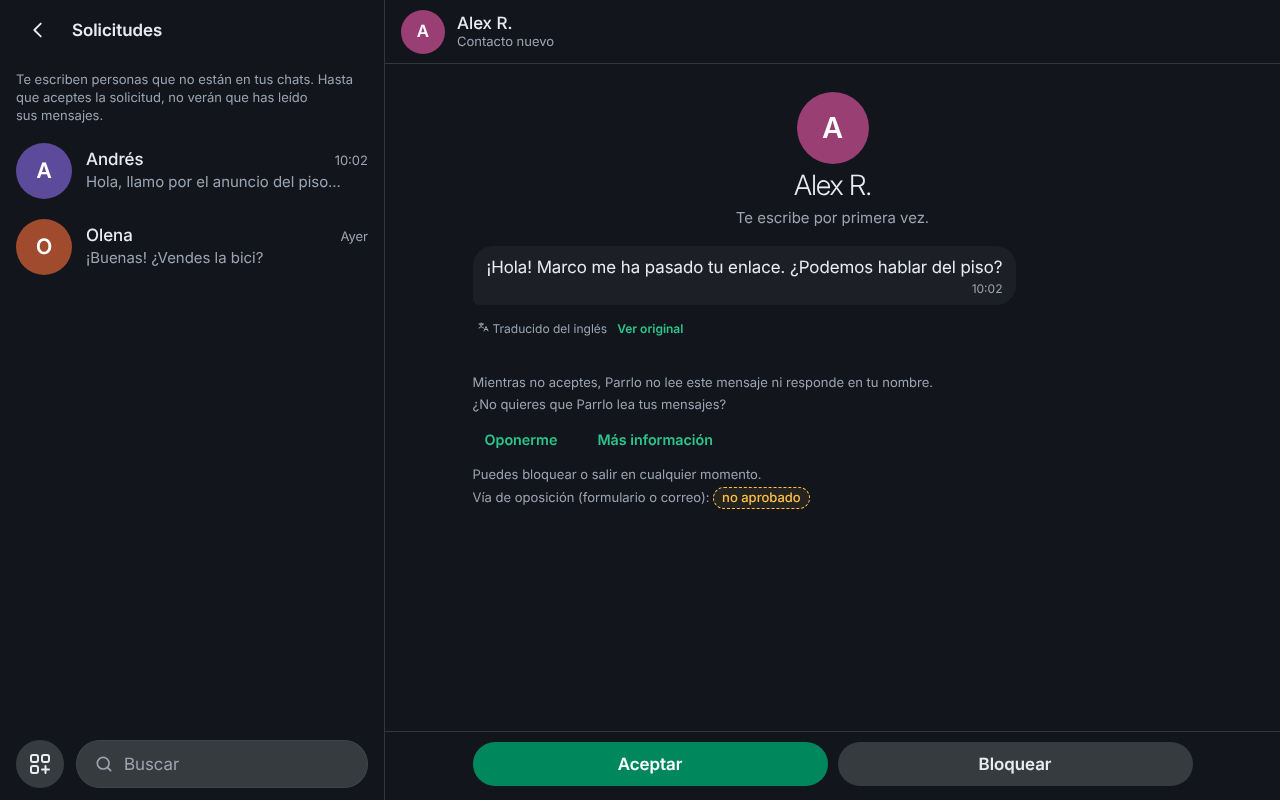 Solicitudes
Te escriben personas que no están en tus chats. Hasta
que aceptes la solicitud, no verán que has leído
sus mensajes.
A
Andrés
10:02
Hola, llamo por el anuncio del piso…
O
Olena
Ayer
¡Buenas! ¿Vendes la bici?
Buscar
A
Alex R.
Contacto nuevo
A
Alex R.
Te escribe por primera vez.
¡Hola! Marco me ha pasado tu enlace. ¿Podemos hablar del piso?
10:02
Traducido del inglés Ver original
Mientras no aceptes, Parrlo no lee este mensaje ni responde en tu nombre.
¿No quieres que Parrlo lea tus mensajes?
Oponerme Más información
Puedes bloquear o salir en cualquier momento.
Vía de oposición (formulario o correo): no aprobado
Aceptar Bloquear